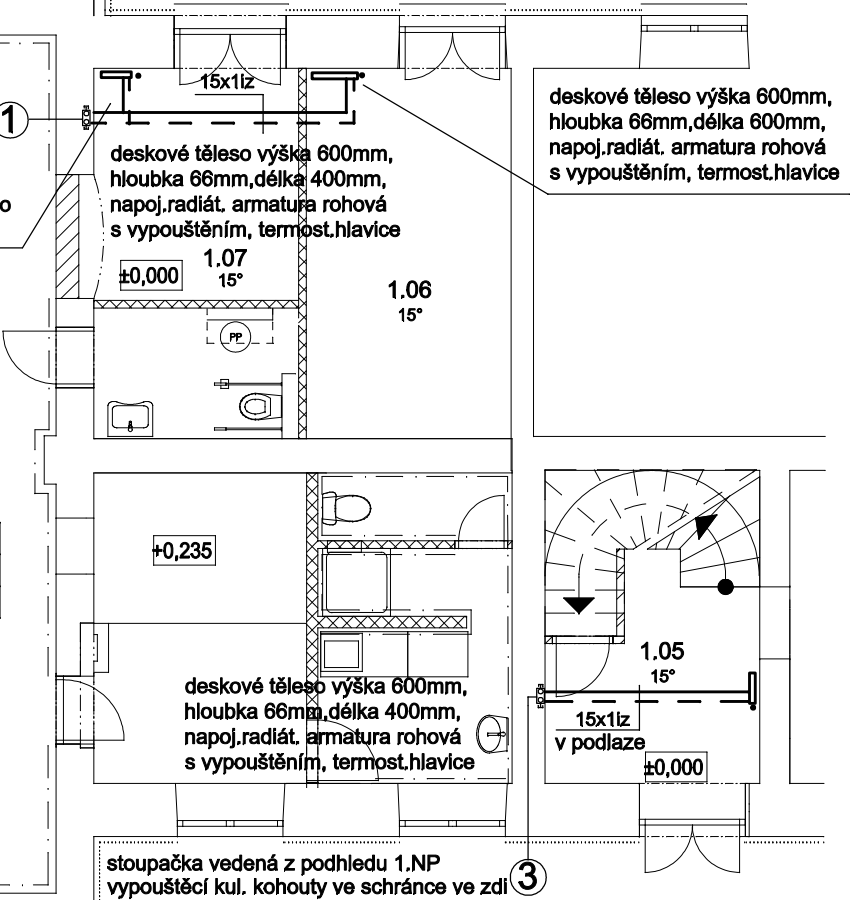 15x1iz
deskové těleso výška 600mm,
hloubka 66mm,délka 600mm,
napoj.radiát. armatura rohová
s vypouštěním, termost.hlavice
1
deskové těleso výška 600mm,
hloubka 66mm,délka 400mm,
napoj.radiát. armatura rohová
s vypouštěním, termost.hlavice
o
1.07
15°
±0,000
1.06
15°
PP
+0,235
1.05
15°
deskové těleso výška 600mm,
hloubka 66mm,délka 400mm,
napoj.radiát. armatura rohová
s vypouštěním, termost.hlavice
15x1iz
v podlaze
±0,000
stoupačka vedená z podhledu 1.NP
vypouštěcí kul. kohouty ve schránce ve zdi
3